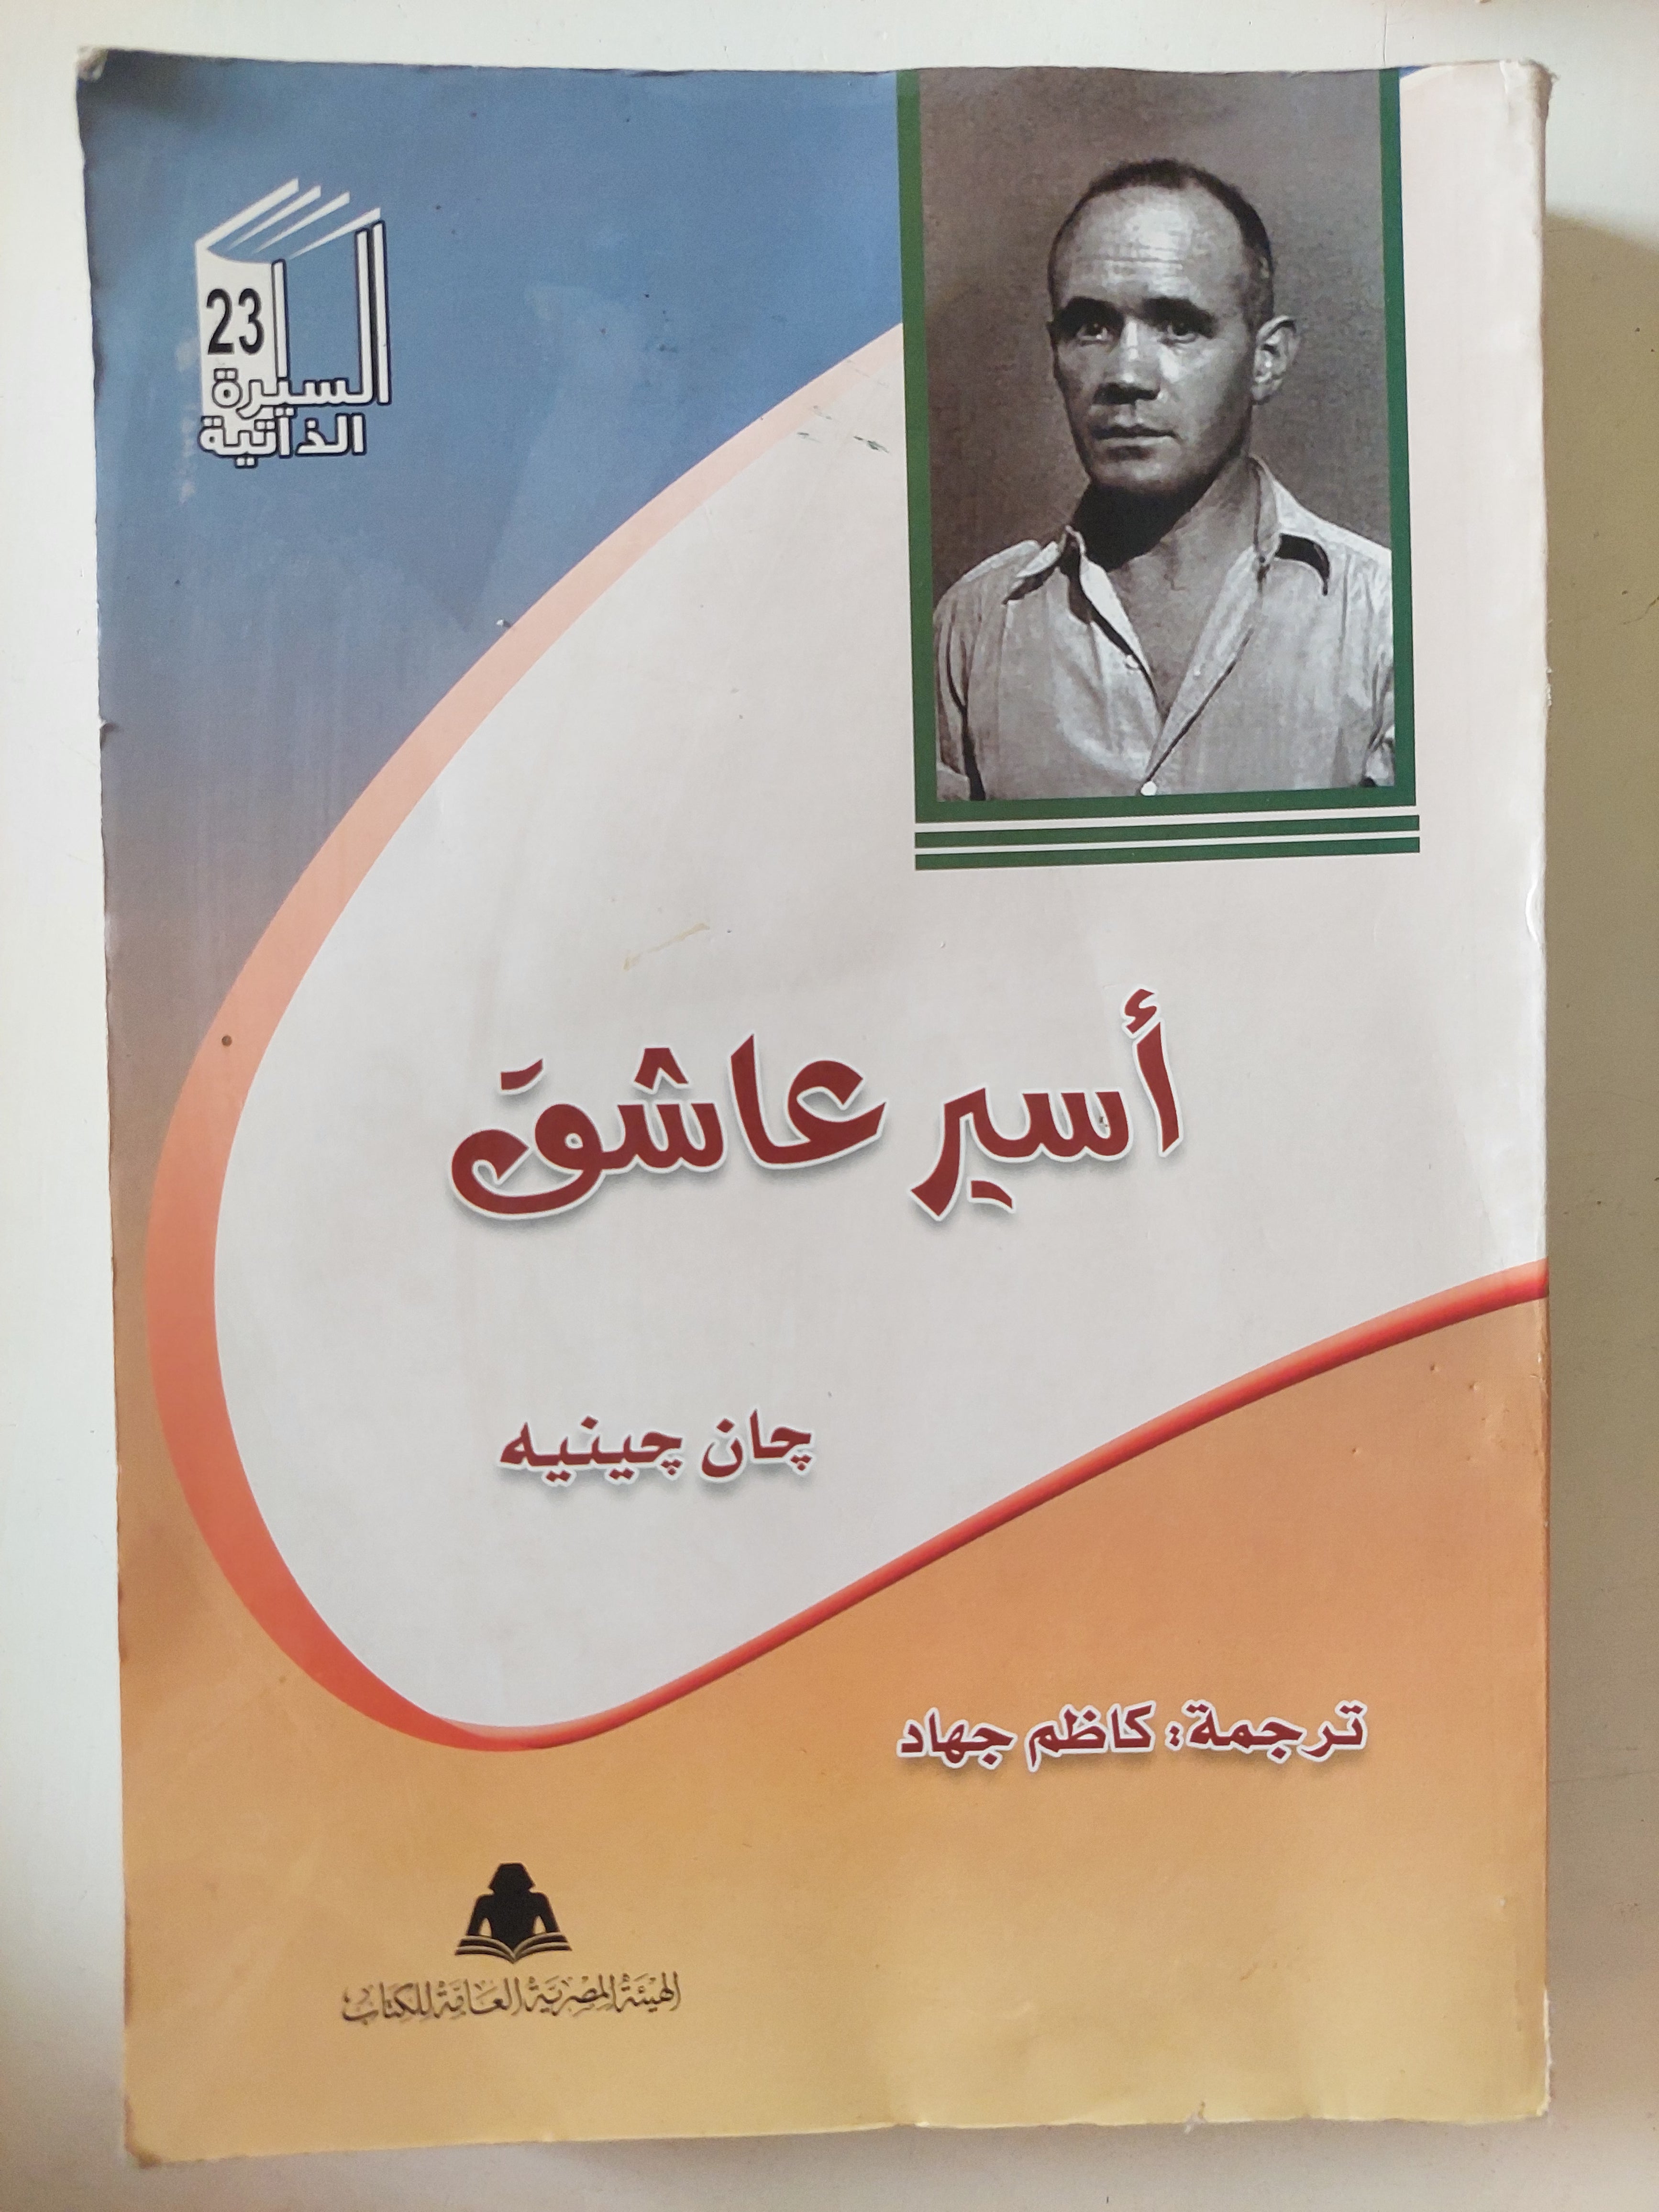 23
السيرة
الذاتية
أسير عاشق
چان چينيه
ترجمة: كاظم جهاد
الهيئة المصرية العامة للكتاب